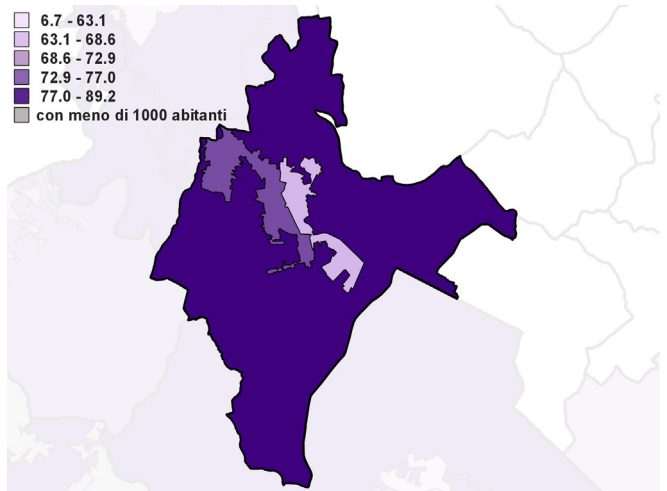 6.7 - 63.1
63.1 - 68.6
68.6 - 72.9
72.9 - 77.0
77.0 - 89.2
con meno di 1000 abitanti